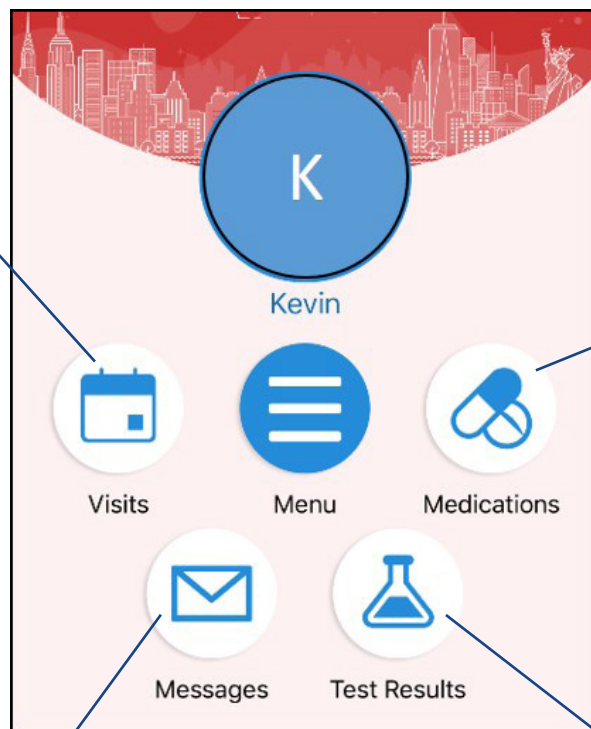 K
Kevin
Visits
Menu
Medications
Messages
Test Results